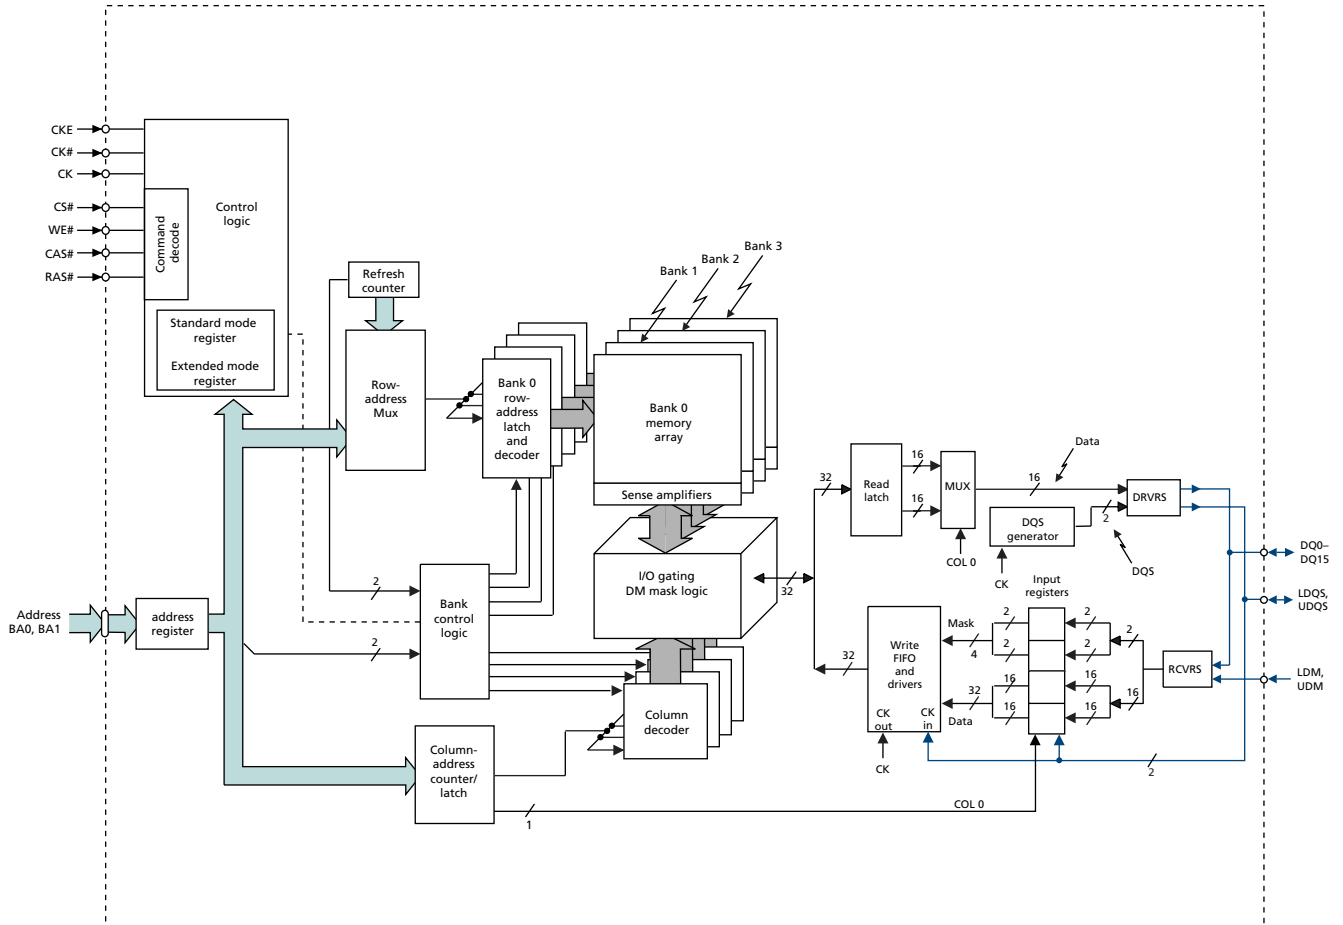 CKE
CK#
CK
CS#
WE#
CAS#
RAS#
Command
decode
Control
logic
Standard mode
register
Extended mode
register
Refresh
counter
Row-
address
Mux
Bank 0
row-
address
latch
and
decoder
Bank 1
Bank 2
Bank 3
Bank 0
memory
array
Sense amplifiers
I/O gating
DM mask logic
32
32
Read
latch
16
16
MUX
COL 0
16
Data
DQS
generator
CK
2
DQS
DRVRS
DQ0–
DQ15
LDQS,
UDQS
LDM,
UDM
RCVRS
Input
registers
2
2
2
2
2
16
16
16
16
16
Mask
4
32
Data
Write
FIFO
and
drivers
CK
out
CK
in
CK
32
2
Address
BA0, BA1
address
register
2
2
Bank
control
logic
Column
decoder
Column-
address
counter/
latch
1
COL 0